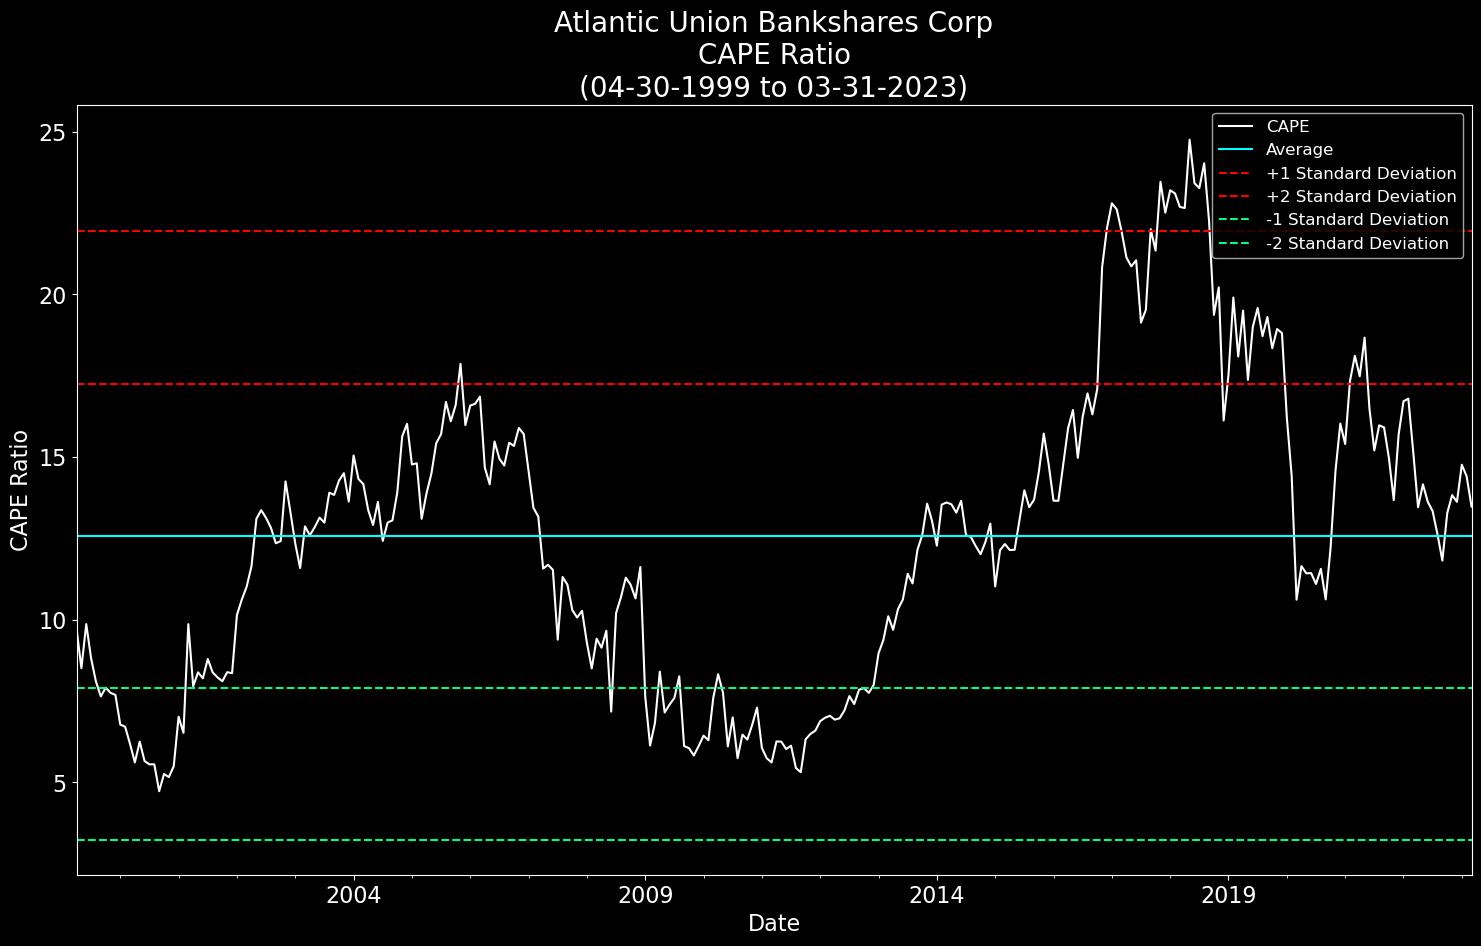 Atlantic Union Bankshares Corp
CAPE Ratio
(04-30-1999 to 03-31-2023)
CAPE
Average
+1 Standard Deviation
+2 Standard Deviation
-1 Standard Deviation
-2 Standard Deviation
CAPE Ratio
25
20
15
10
5
2004 2009 2014 2019
Date